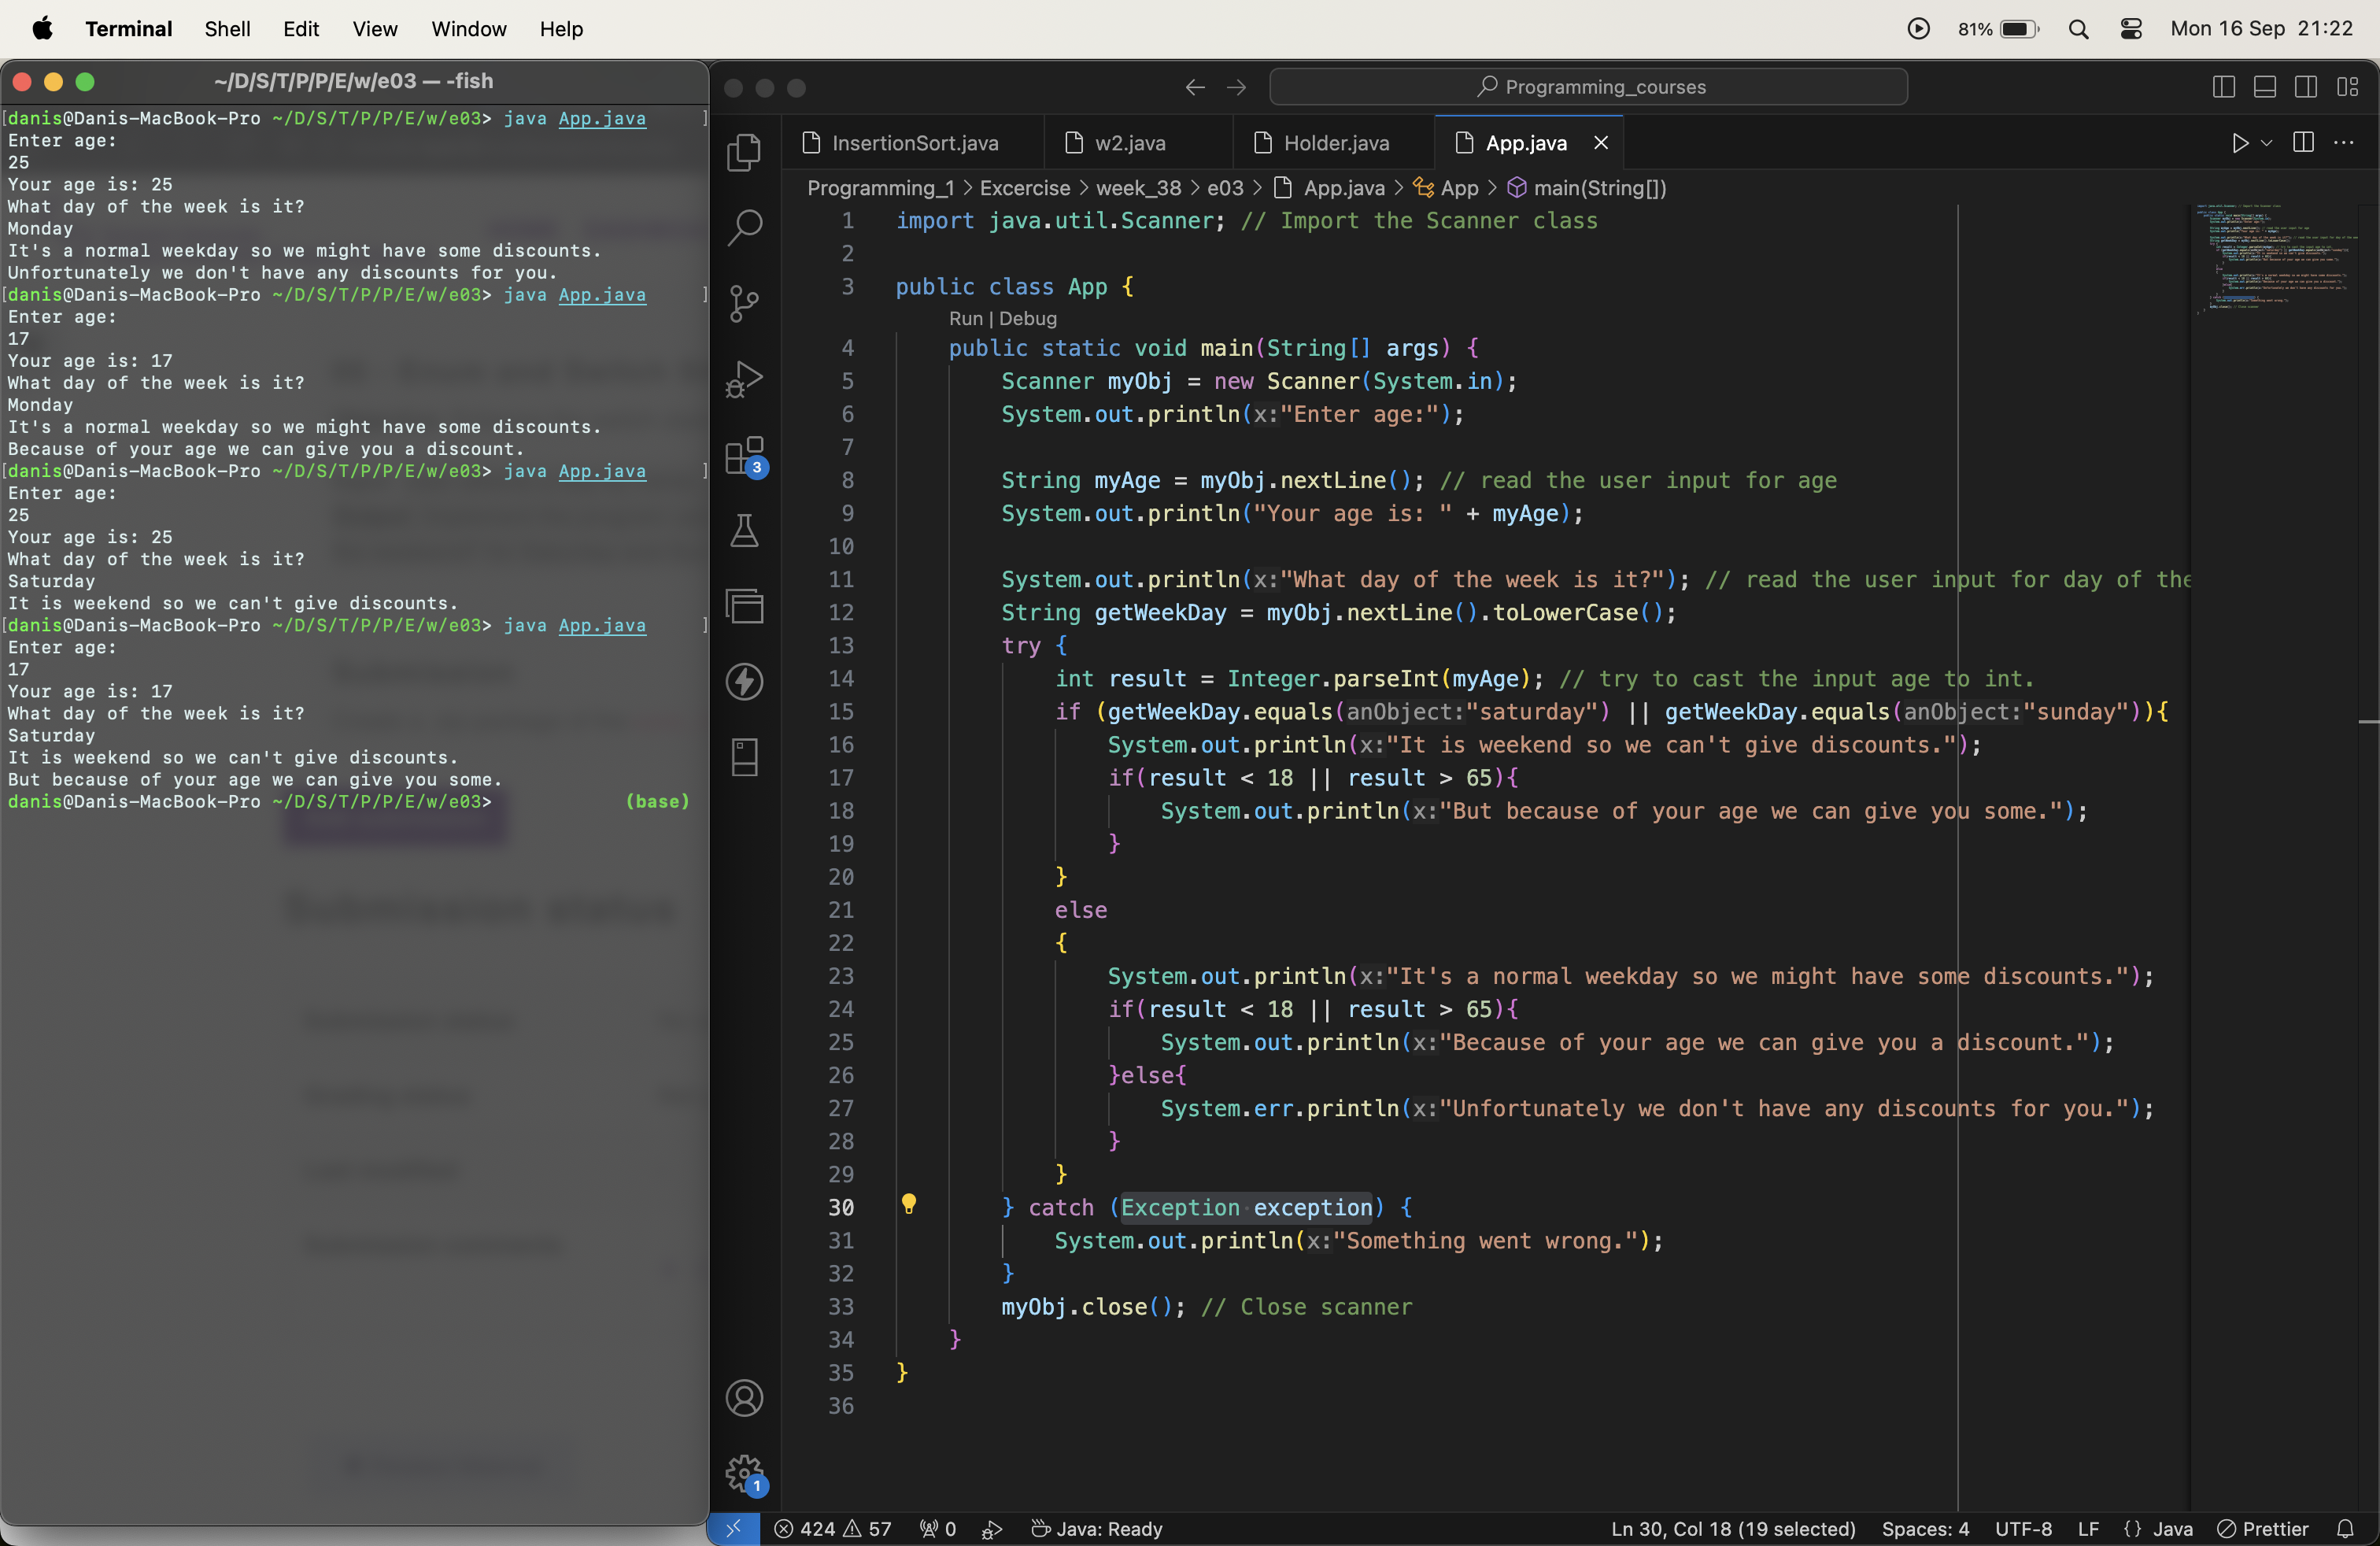 Terminal Shell Edit View Window Help 81% Mon 16 Sep 21:22
~/D/S/T/P/P/E/w/e03 — -fish
[danis@Danis-MacBook-Pro ~/D/S/T/P/P/E/w/e03> java App.java ]
Enter age:
25
Your age is: 25
What day of the week is it?
Monday
It's a normal weekday so we might have some discounts.
Unfortunately we don't have any discounts for you.
[danis@Danis-MacBook-Pro ~/D/S/T/P/P/E/w/e03> java App.java ]
Enter age:
17
Your age is: 17
What day of the week is it?
Monday
It's a normal weekday so we might have some discounts.
Because of your age we can give you a discount.
[danis@Danis-MacBook-Pro ~/D/S/T/P/P/E/w/e03> java App.java ]
Enter age:
25
Your age is: 25
What day of the week is it?
Saturday
It is weekend so we can't give discounts.
[danis@Danis-MacBook-Pro ~/D/S/T/P/P/E/w/e03> java App.java ]
Enter age:
17
Your age is: 17
What day of the week is it?
Saturday
It is weekend so we can't give discounts.
But because of your age we can give you some.
danis@Danis-MacBook-Pro ~/D/S/T/P/P/E/w/e03> (base)
Submission status
Programming_courses
InsertionSort.java w2.java Holder.java App.java
Programming_1 > Excercise > week_38 > e03 > App.java > App > main(String[])
3
1
1 import java.util.Scanner; // Import the Scanner class
2
3 public class App {
Run | Debug
4 public static void main(String[] args) {
5 Scanner myObj = new Scanner(System.in);
6 System.out.println(x:"Enter age:");
7
8 String myAge = myObj.nextLine(); // read the user input for age
9 System.out.println("Your age is: " + myAge);
10
11 System.out.println(x:"What day of the week is it?"); // read the user input for day of the
12 String getWeekDay = myObj.nextLine().toLowerCase();
13 try {
14 int result = Integer.parseInt(myAge); // try to cast the input age to int.
15 if (getWeekDay.equals(anObject:"saturday") || getWeekDay.equals(anObject:"sunday")){
16 System.out.println(x:"It is weekend so we can't give discounts.");
17 if(result < 18 || result > 65){
18 System.out.println(x:"But because of your age we can give you some.");
19 }
20 }
21 else
22 {
23 System.out.println(x:"It's a normal weekday so we might have some discounts.");
24 if(result < 18 || result > 65){
25 System.out.println(x:"Because of your age we can give you a discount.");
26 }else{
27 System.err.println(x:"Unfortunately we don't have any discounts for you.");
28 }
29 }
30 } catch (Exception exception) {
31 System.out.println(x:"Something went wrong.");
32 }
33 myObj.close(); // Close scanner
34 }
35 }
36
424 57 0 Java: Ready Ln 30, Col 18 (19 selected) Spaces: 4 UTF-8 LF {} Java Prettier